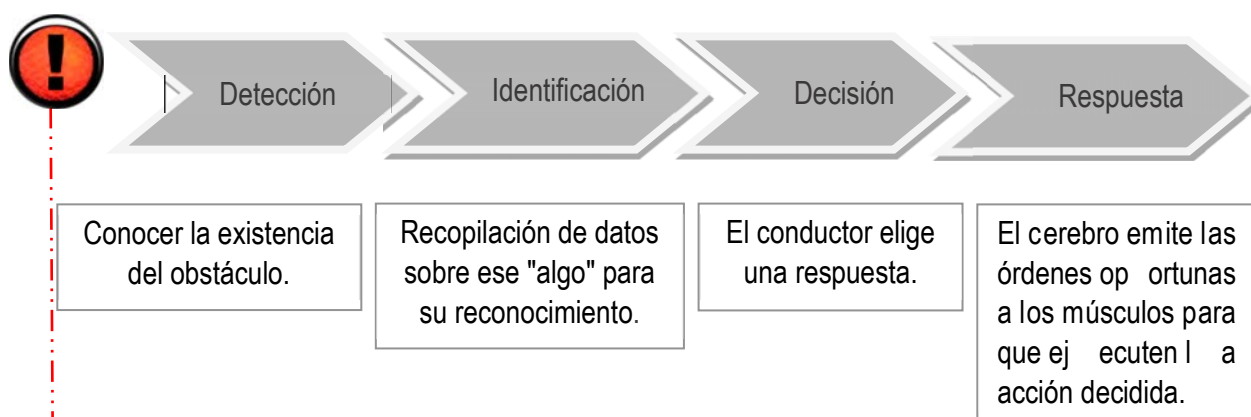 Detección
Identificación
Decisión
Respuesta
Conocer la existencia
del obstáculo.
Recopilación de datos
sobre ese "algo" para
su reconocimiento.
El conductor elige
una respuesta.
El cerebro emite las
órdenes op ortunas
a los músculos para
que ej ecuten l a
acción decidida.